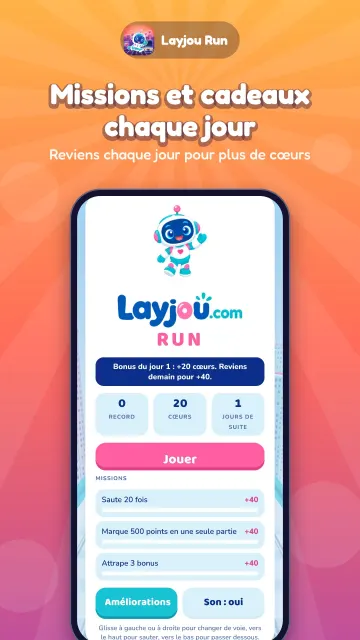 Layjou Run
Missions et cadeaux
chaque jour
Reviens chaque jour pour plus de cœurs
Layjou.com
RUN
Bonus du jour 1 : +20 cœurs. Reviens
demain pour +40.
0
RECORD
20
CŒURS
1
JOURS DE
SUITE
Jouer
MISSIONS
Saute 20 fois +40
Marque 500 points en une seule partie +40
Attrape 3 bonus +40
Améliorations
Son : oui
Glisse à gauche ou à droite pour changer de voie, vers
le haut pour sauter, vers le bas pour passer dessous.